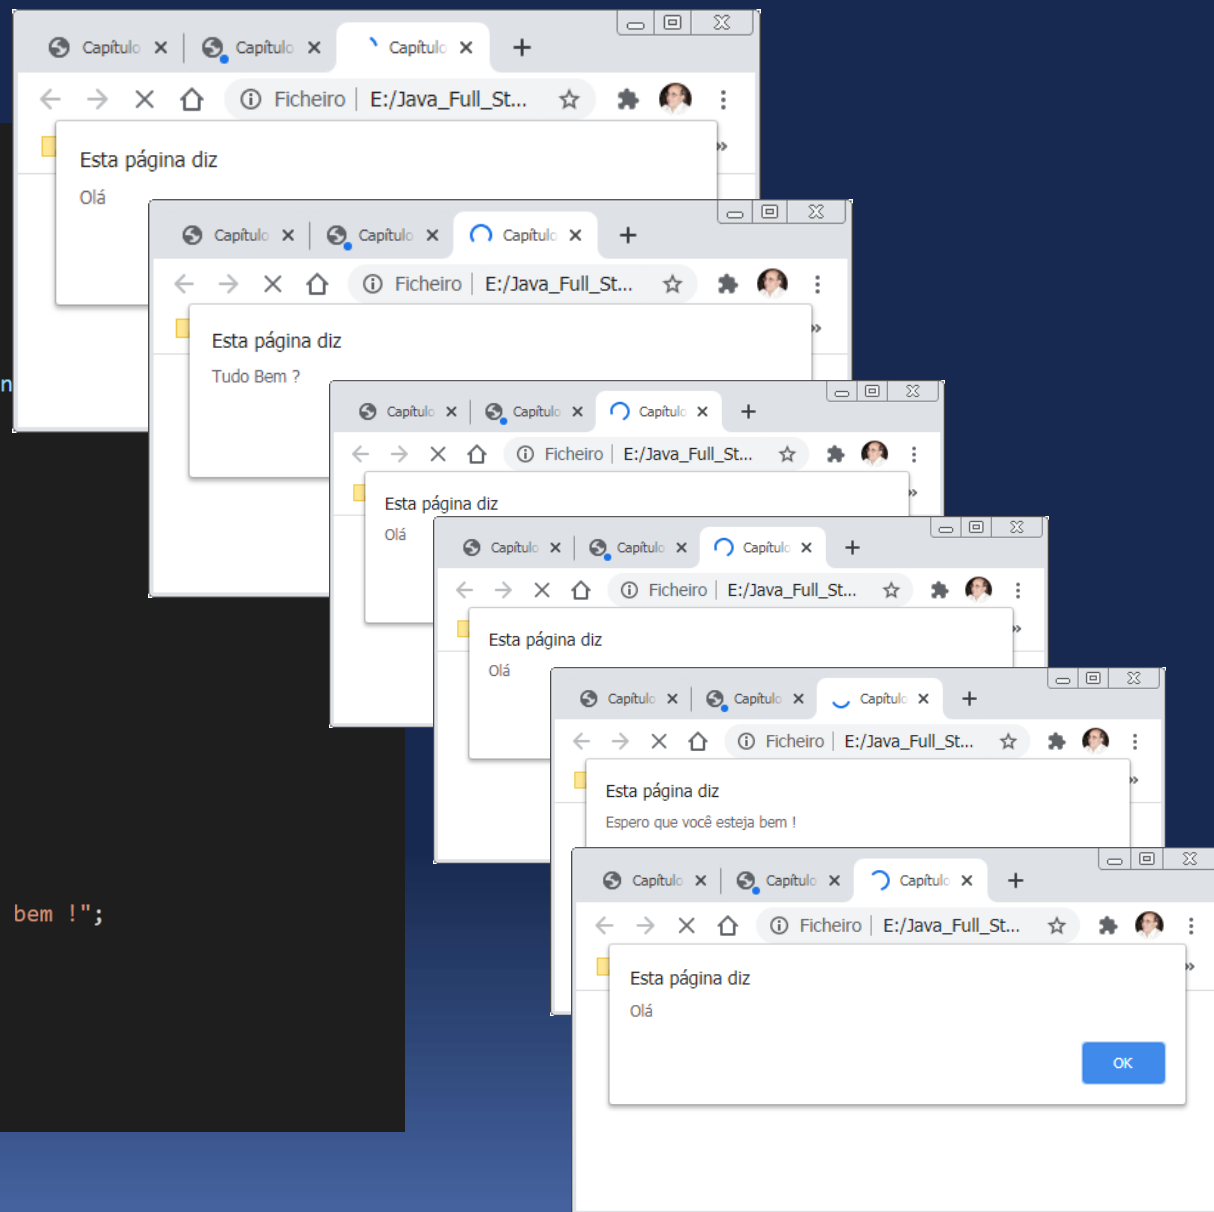 Capítulo
Capítulo
Capítulo
Ficheiro
E:/Java_Full_St...
Esta página diz
Olá
Capítulo
Capítulo
Capítulo
Ficheiro
E:/Java_Full_St...
Esta página diz
Tudo Bem ?
n
Capítulo
Capítulo
Capítulo
Ficheiro
E:/Java_Full_St...
Esta página diz
Olá
Capítulo
Capítulo
Capítulo
Ficheiro
E:/Java_Full_St...
Esta página diz
Olá
Capítulo
Capítulo
Capítulo
Ficheiro
E:/Java_Full_St...
Esta página diz
Espero que você esteja bem !
Capítulo
Capítulo
Capítulo
bem !";
Ficheiro
E:/Java_Full_St...
Esta página diz
Olá
OK